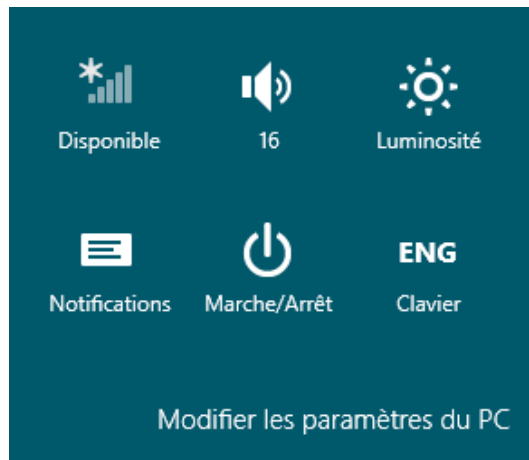 Disponible
16
Luminosité
Notifications
Marche/Arrêt
ENG
Clavier
Modifier les paramètres du PC